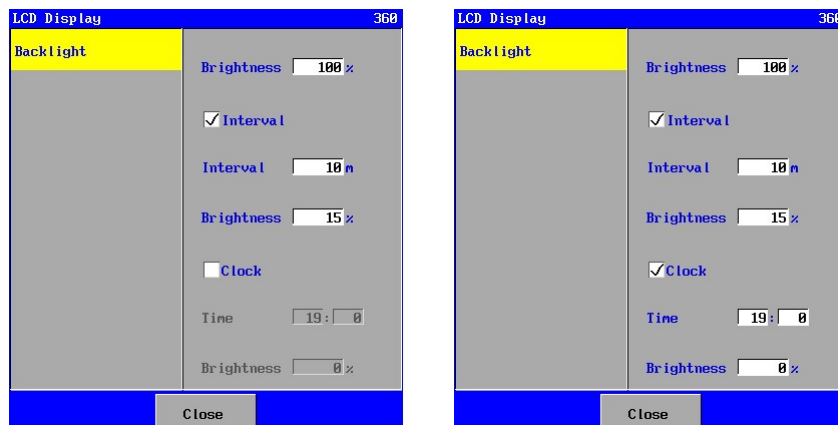 LCD Display 360
Backlight
Brightness 100 %
Interval
Interval 10 m
Brightness 15 %
Clock
Time 19 : 0
Brightness 0 %
Close
LCD Display 360
Backlight
Brightness 100 %
Interval
Interval 10 m
Brightness 15 %
Clock
Time 19 : 0
Brightness 0 %
Close